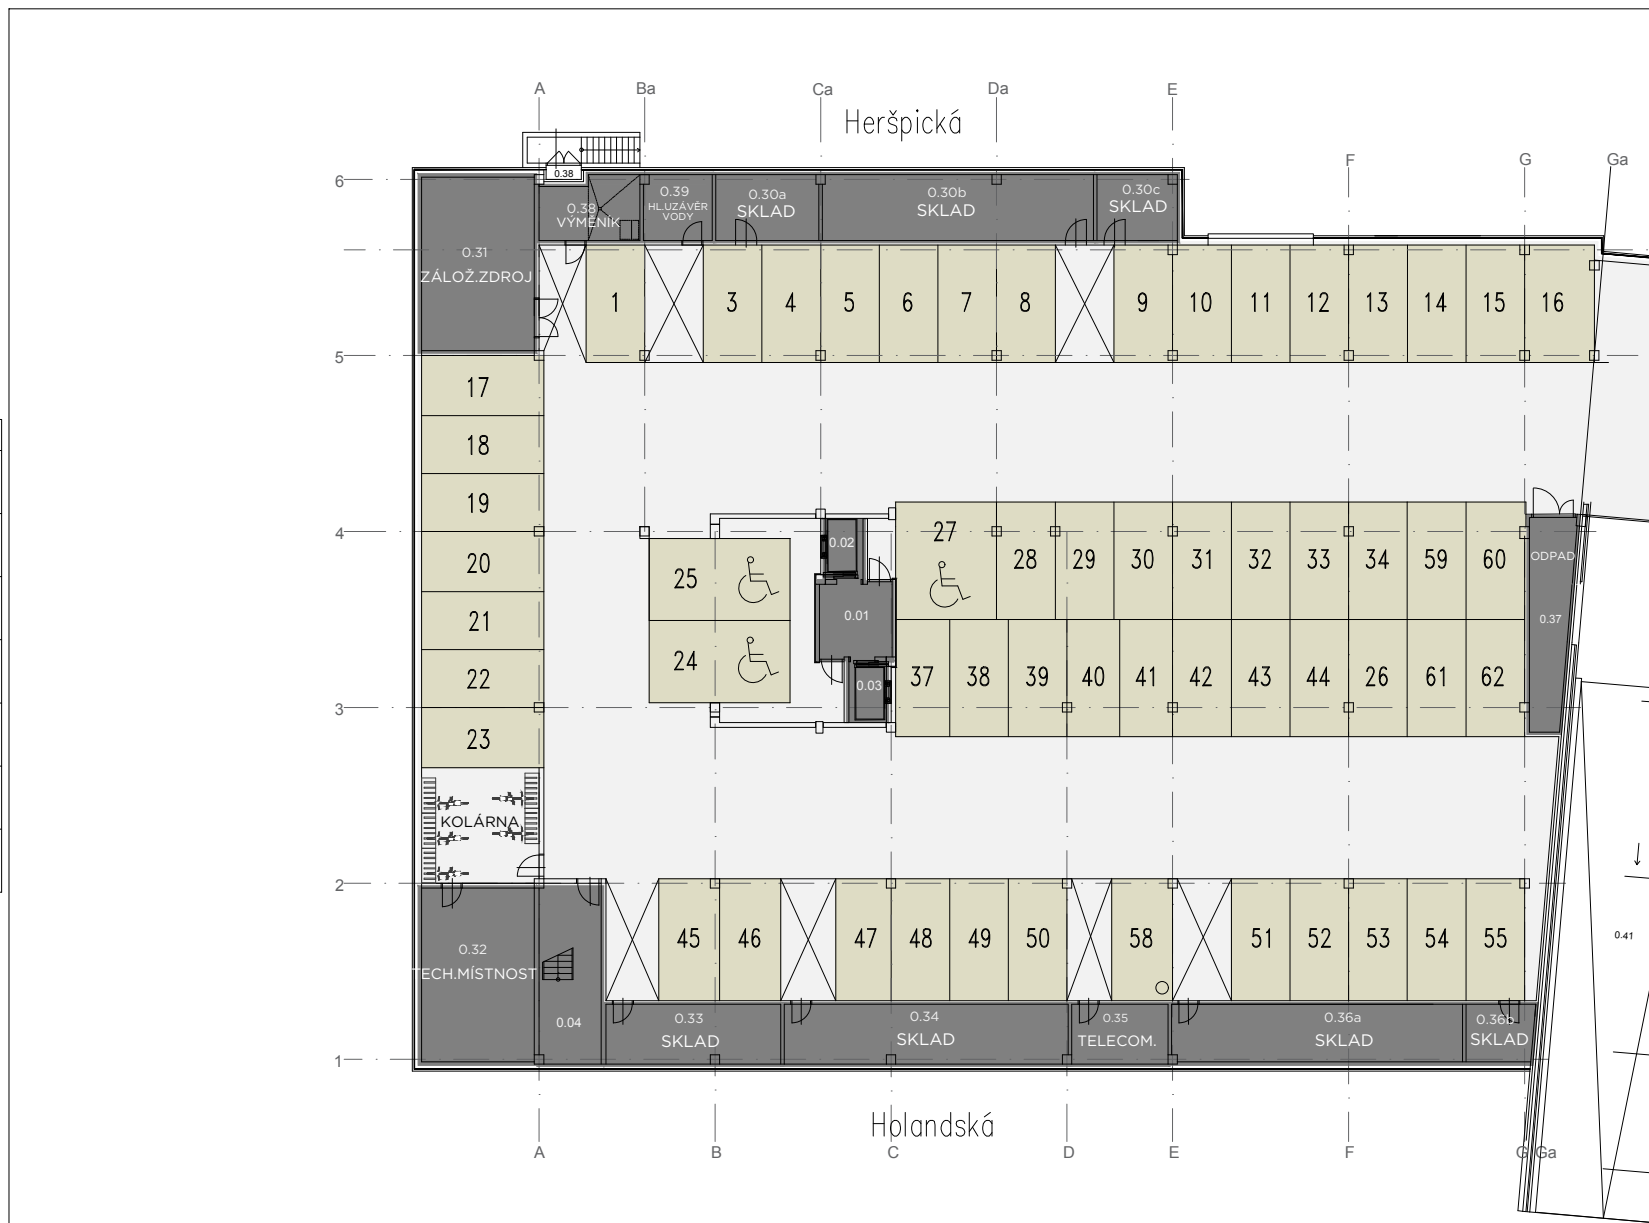 A Ba Ca Da E
Heršpická
F G Ga
6
0.38
0.38
VÝMĚNÍK
0.39
HL.UZÁVĚR
VODY
0.30a
SKLAD
0.30b
SKLAD
0.30c
SKLAD
0.31
ZÁLOŽ.ZDROJ
1 3 4 5 6 7 8 9 10 11 12 13 14 15 16
5
17
18
19
20
21
22
23
4
25
24
0.02
0.01
0.03
27 28 29 30 31 32 33 34 59 60
37 38 39 40 41 42 43 44 26 61 62
ODPAD
0.37
3
KOLÁRNA
2
0.32
TECH.MÍSTNOST
0.04
45 46 47 48 49 50 58 51 52 53 54 55
0.41
0.33
SKLAD
0.34
SKLAD
0.35
TELECOM.
0.36a
SKLAD
0.36b
SKLAD
1
Holandská
A B C D E F G Ga